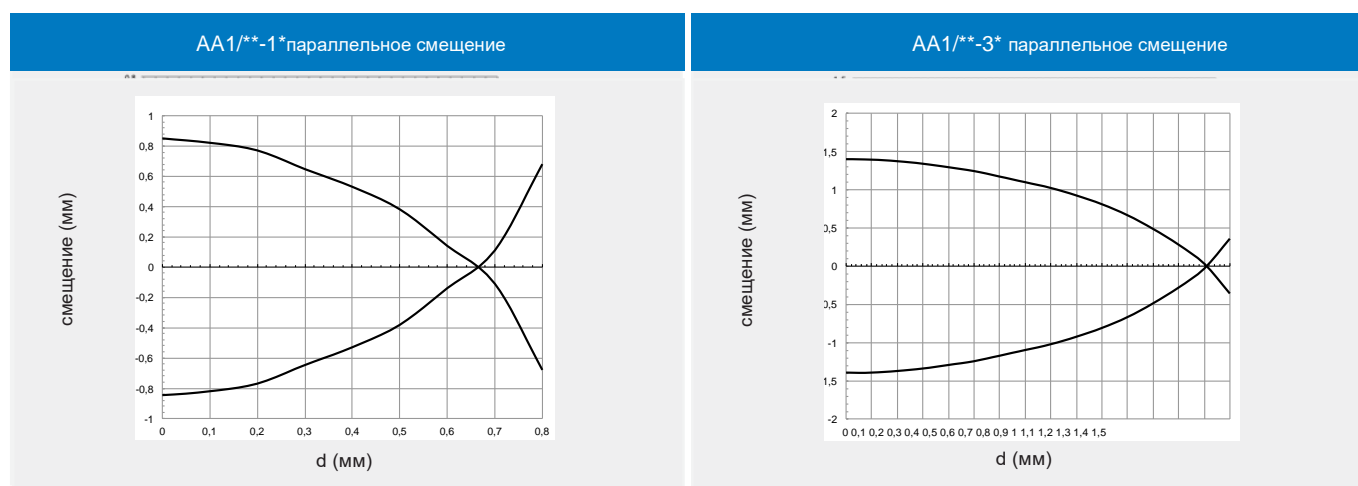 AA1/**-1*параллельное смещение
1
0,8
0,6
0,4
0,2
0
-0,2
-0,4
-0,6
-0,8
-1
0 0,1 0,2 0,3 0,4 0,5 0,6 0,7 0,8
смещение (мм)
d (мм)
AA1/**-3* параллельное смещение
2
1,5
1
0,5
0
0,5
-1
1,5
-2
0 0,1 0,2 0,3 0,4 0,5 0,6 0,7 0,8 0,9 1 1,1 1,2 1,3 1,4 1,5
смещение (мм)
d (мм)